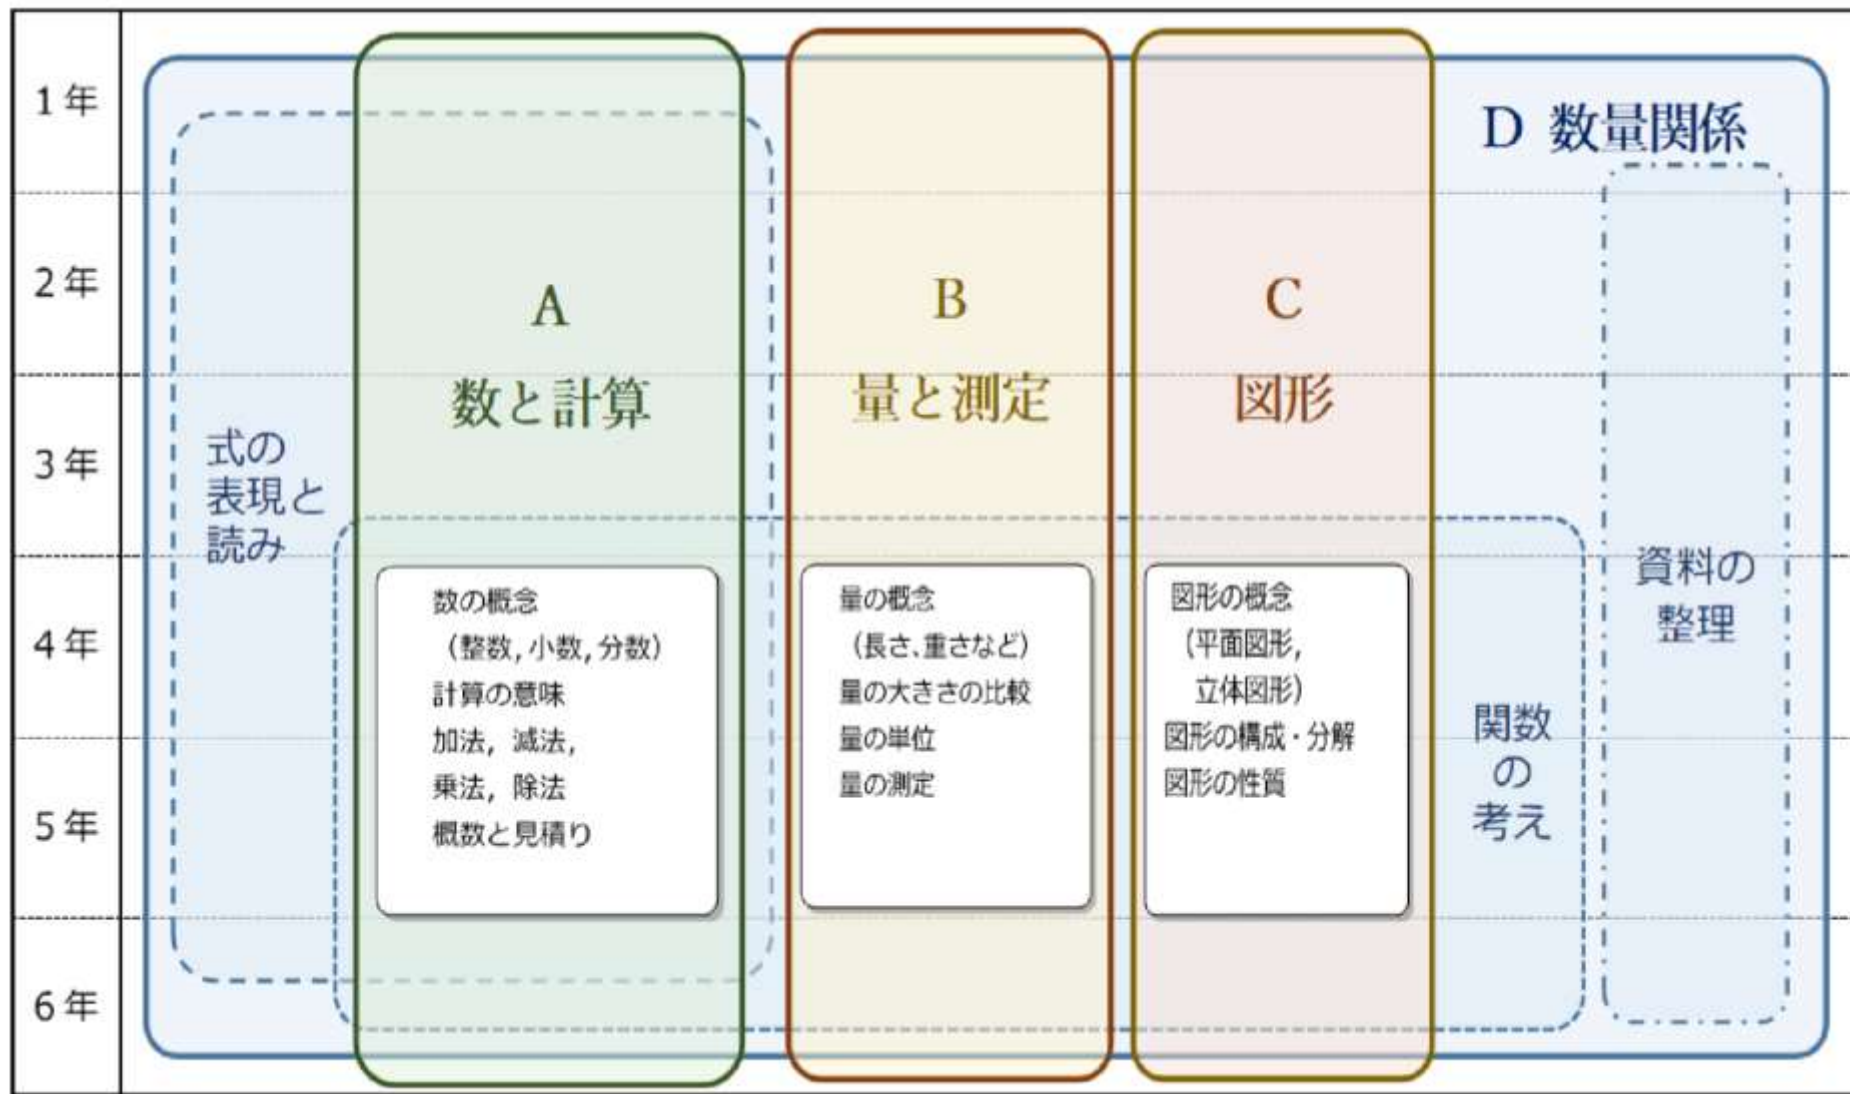 1年
2年
3年
4年
5年
6年
D 数量関係
A
数と計算
B
量と測定
C
図形
式の
表現と
読み
数の概念
(整数,小数,分数)
計算の意味
加法,減法,
乗法,除法
概数と見積り
量の概念
(長さ、重さなど)
量の大きさの比較
量の単位
量の測定
図形の概念
(平面図形,
立体図形)
図形の構成・分解
図形の性質
関数
の
考え
資料の
整理